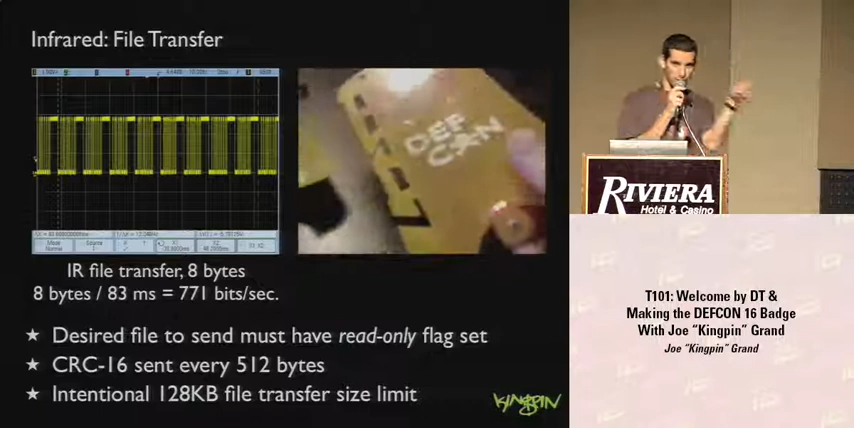 Infrared: File Transfer
DEF
CAN
IR file transfer, 8 bytes
8 bytes / 83 ms = 771 bits/sec.
★ Desired file to send must have read-only flag set
★ CRC-16 sent every 512 bytes
★ Intentional 128KB file transfer size limit
KINGPIN
RIVIERA
Hotel & Casino
T101: Welcome by DT &
Making the DEFCON 16 Badge
With Joe "Kingpin" Grand
Joe "Kingpin" Grand